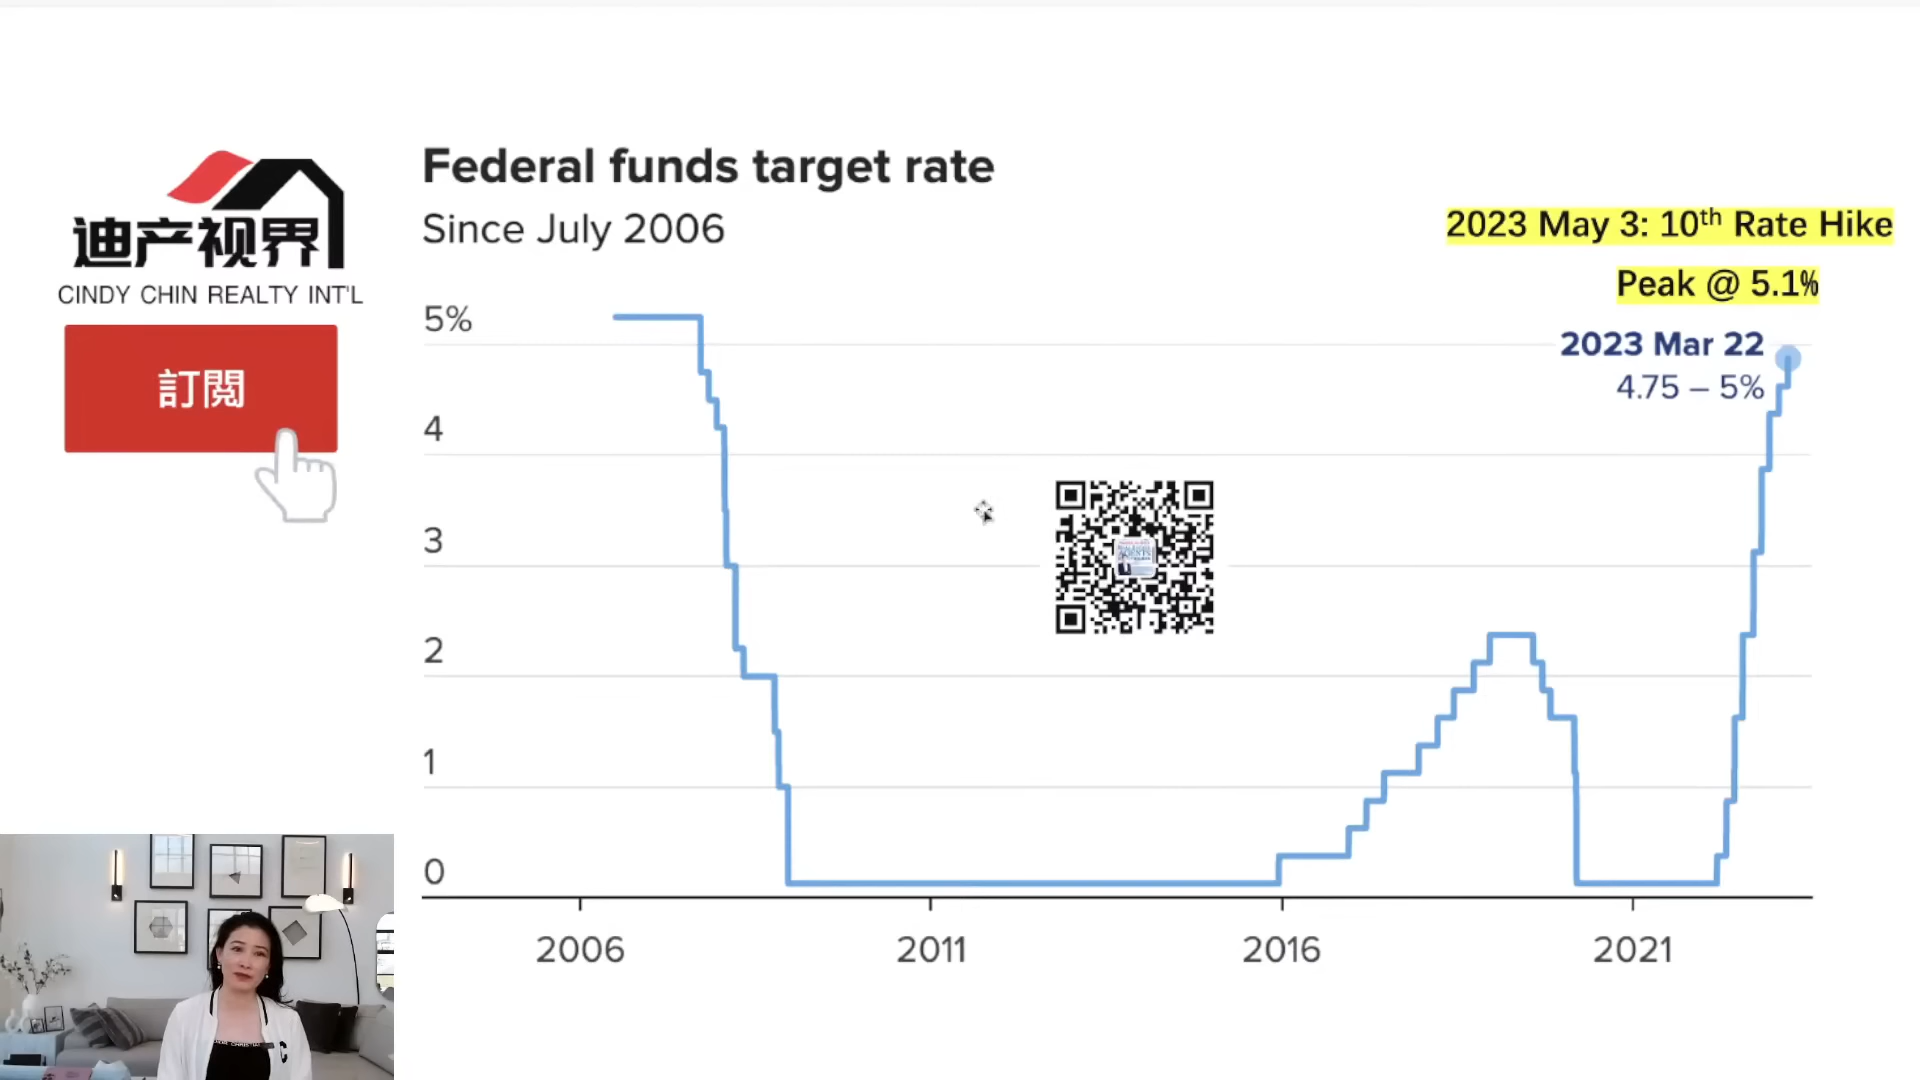 Federal funds target rate
Since July 2006
2023 May 3: 10th Rate Hike
Peak @ 5.1%
迪产视界
CINDY CHIN REALTY INT'L
訂閲
2023 Mar 22
4.75 – 5%
5%
4
3
2
1
0
2006
2011
2016
2021